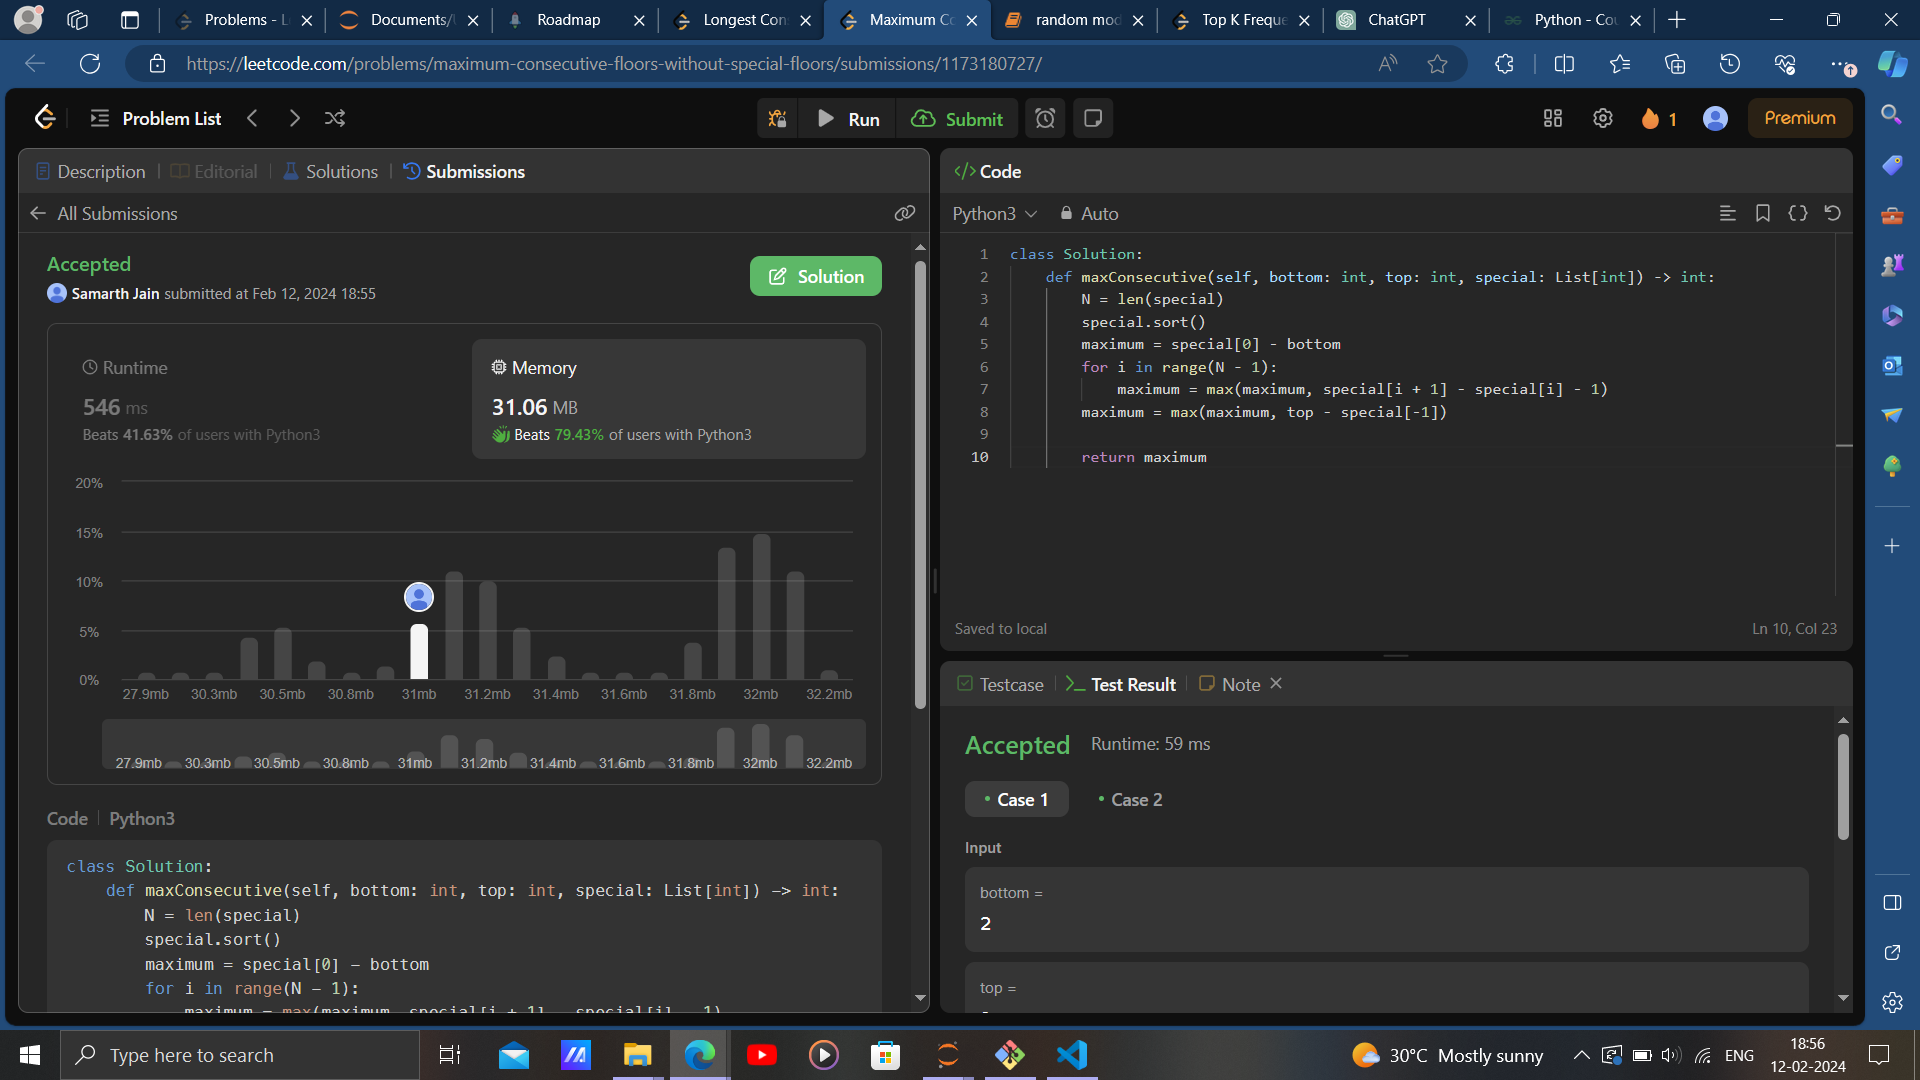 Problems - L
Documents/
Roadmap
Longest Con
Maximum Co
random mod
Top K Freque
ChatGPT
Python - Cou
https://leetcode.com/problems/maximum-consecutive-floors-without-special-floors/submissions/1173180727/
Problem List
Run
Submit
1
Premium
Description
Editorial
Solutions
Submissions
All Submissions
Accepted
Samarth Jain submitted at Feb 12, 2024 18:55
Solution
Runtime
546 ms
Beats 41.63% of users with Python3
Memory
31.06 MB
Beats 79.43% of users with Python3
20%
15%
10%
5%
0%
27.9mb 30.3mb 30.5mb 30.8mb 31mb 31.2mb 31.4mb 31.6mb 31.8mb 32mb 32.2mb
27.9mb 30.3mb 30.5mb 30.8mb 31mb 31.2mb 31.4mb 31.6mb 31.8mb 32mb 32.2mb
Code | Python3
class Solution:
def maxConsecutive(self, bottom: int, top: int, special: List[int]) -> int:
N = len(special)
special.sort()
maximum = special[0] - bottom
for i in range(N - 1):
maximum = max(maximum, special[i + 1] - special[i] - 1)
</> Code
Python3
Auto
1 class Solution:
2 def maxConsecutive(self, bottom: int, top: int, special: List[int]) -> int:
3 N = len(special)
4 special.sort()
5 maximum = special[0] - bottom
6 for i in range(N - 1):
7 maximum = max(maximum, special[i + 1] - special[i] - 1)
8 maximum = max(maximum, top - special[-1])
9
10 return maximum
Saved to local
Ln 10, Col 23
Testcase
Test Result
Note
Accepted
Runtime: 59 ms
Case 1
Case 2
Input
bottom =
2
top =
Type here to search
30°C Mostly sunny
ENG
18:56
12-02-2024